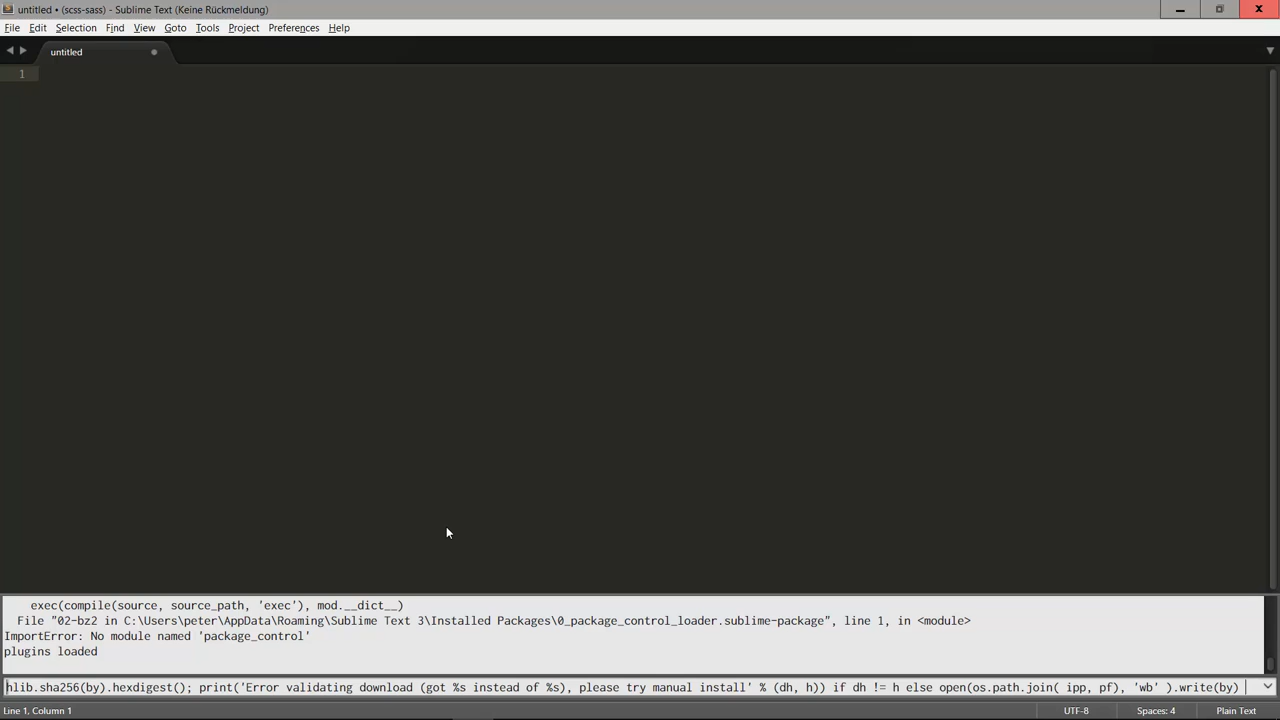 untitled • (scss-sass) - Sublime Text (Keine Rückmeldung)
File Edit Selection Find View Goto Tools Project Preferences Help
untitled
1
exec(compile(source, source_path, 'exec'), mod.__dict__)
File "02-bz2 in C:\Users\peter\AppData\Roaming\Sublime Text 3\Installed Packages\0_package_control_loader.sublime-package", line 1, in <module>
ImportError: No module named 'package_control'
plugins loaded
hlib.sha256(by).hexdigest(); print('Error validating download (got %s instead of %s), please try manual install' % (dh, h)) if dh != h else open(os.path.join( ipp, pf), 'wb' ).write(by)
Line 1, Column 1 UTF-8 Spaces: 4 Plain Text